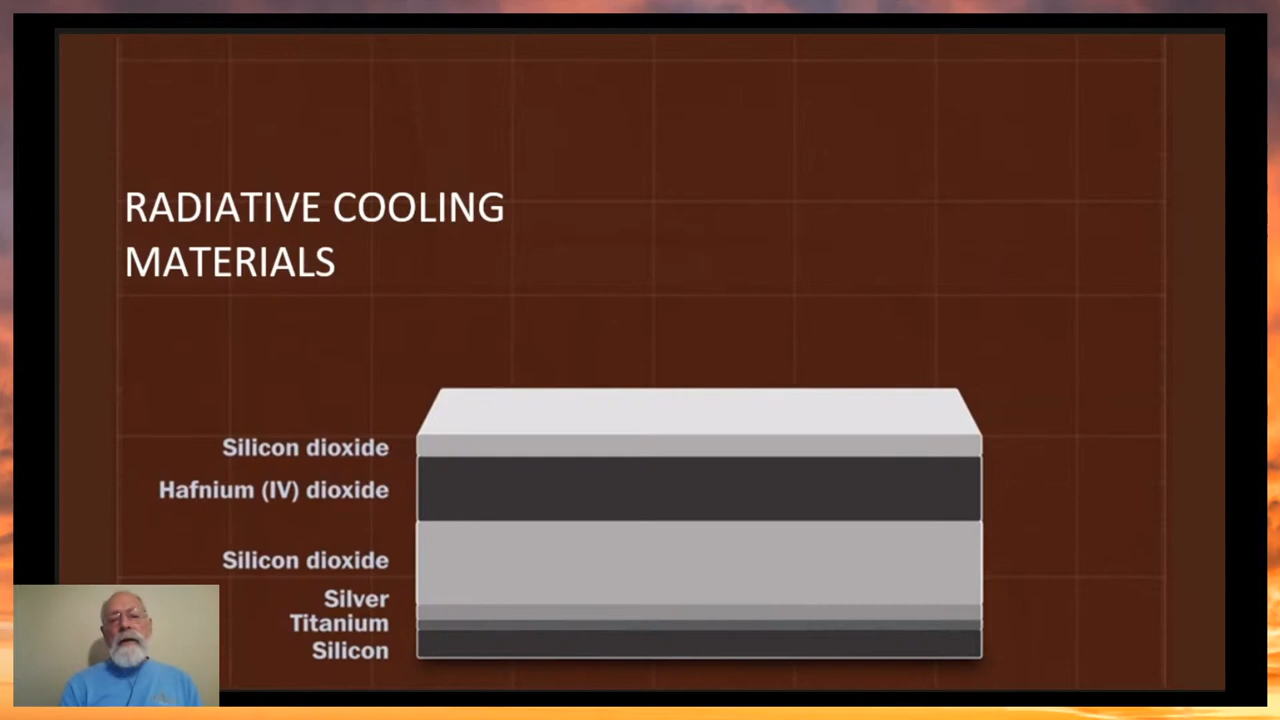 RADIATIVE COOLING
MATERIALS
Silicon dioxide
Hafnium (IV) dioxide
Silicon dioxide
Silver
Titanium
Silicon